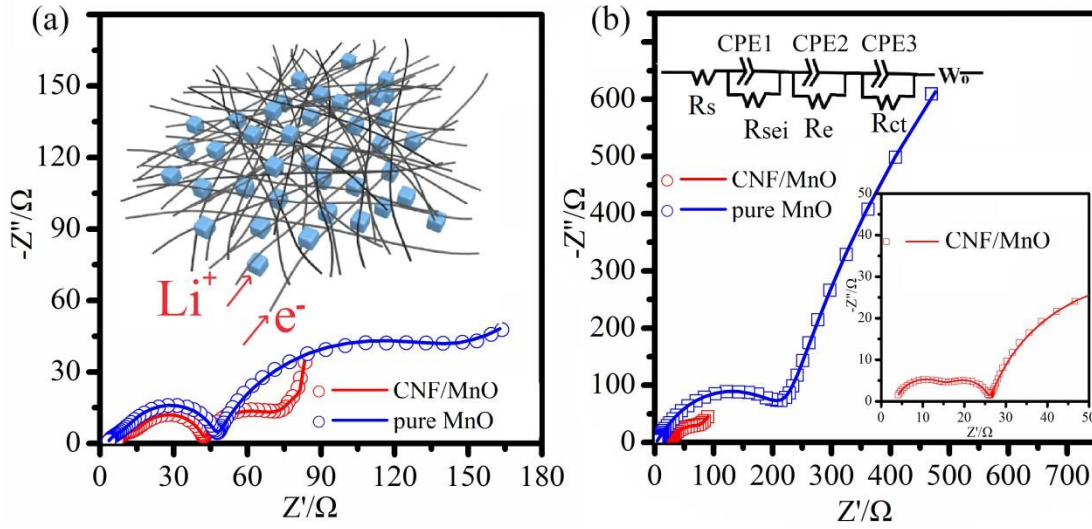 (a)
150
120
90
60
30
0
-Z″/Ω
Li⁺
e⁻
CNF/MnO
pure MnO
0 30 60 90 120 150 180
Z'/Ω
(b)
CPE1 CPE2 CPE3
Rs Rsei Re Rct Wo
600
500
400
300
200
100
0
-Z″/Ω
CNF/MnO
pure MnO
50
40
30
20
10
0
-Z″/Ω
CNF/MnO
0 10 20 30 40 50
Z'/Ω
0 100 200 300 400 500 600 700
Z'/Ω